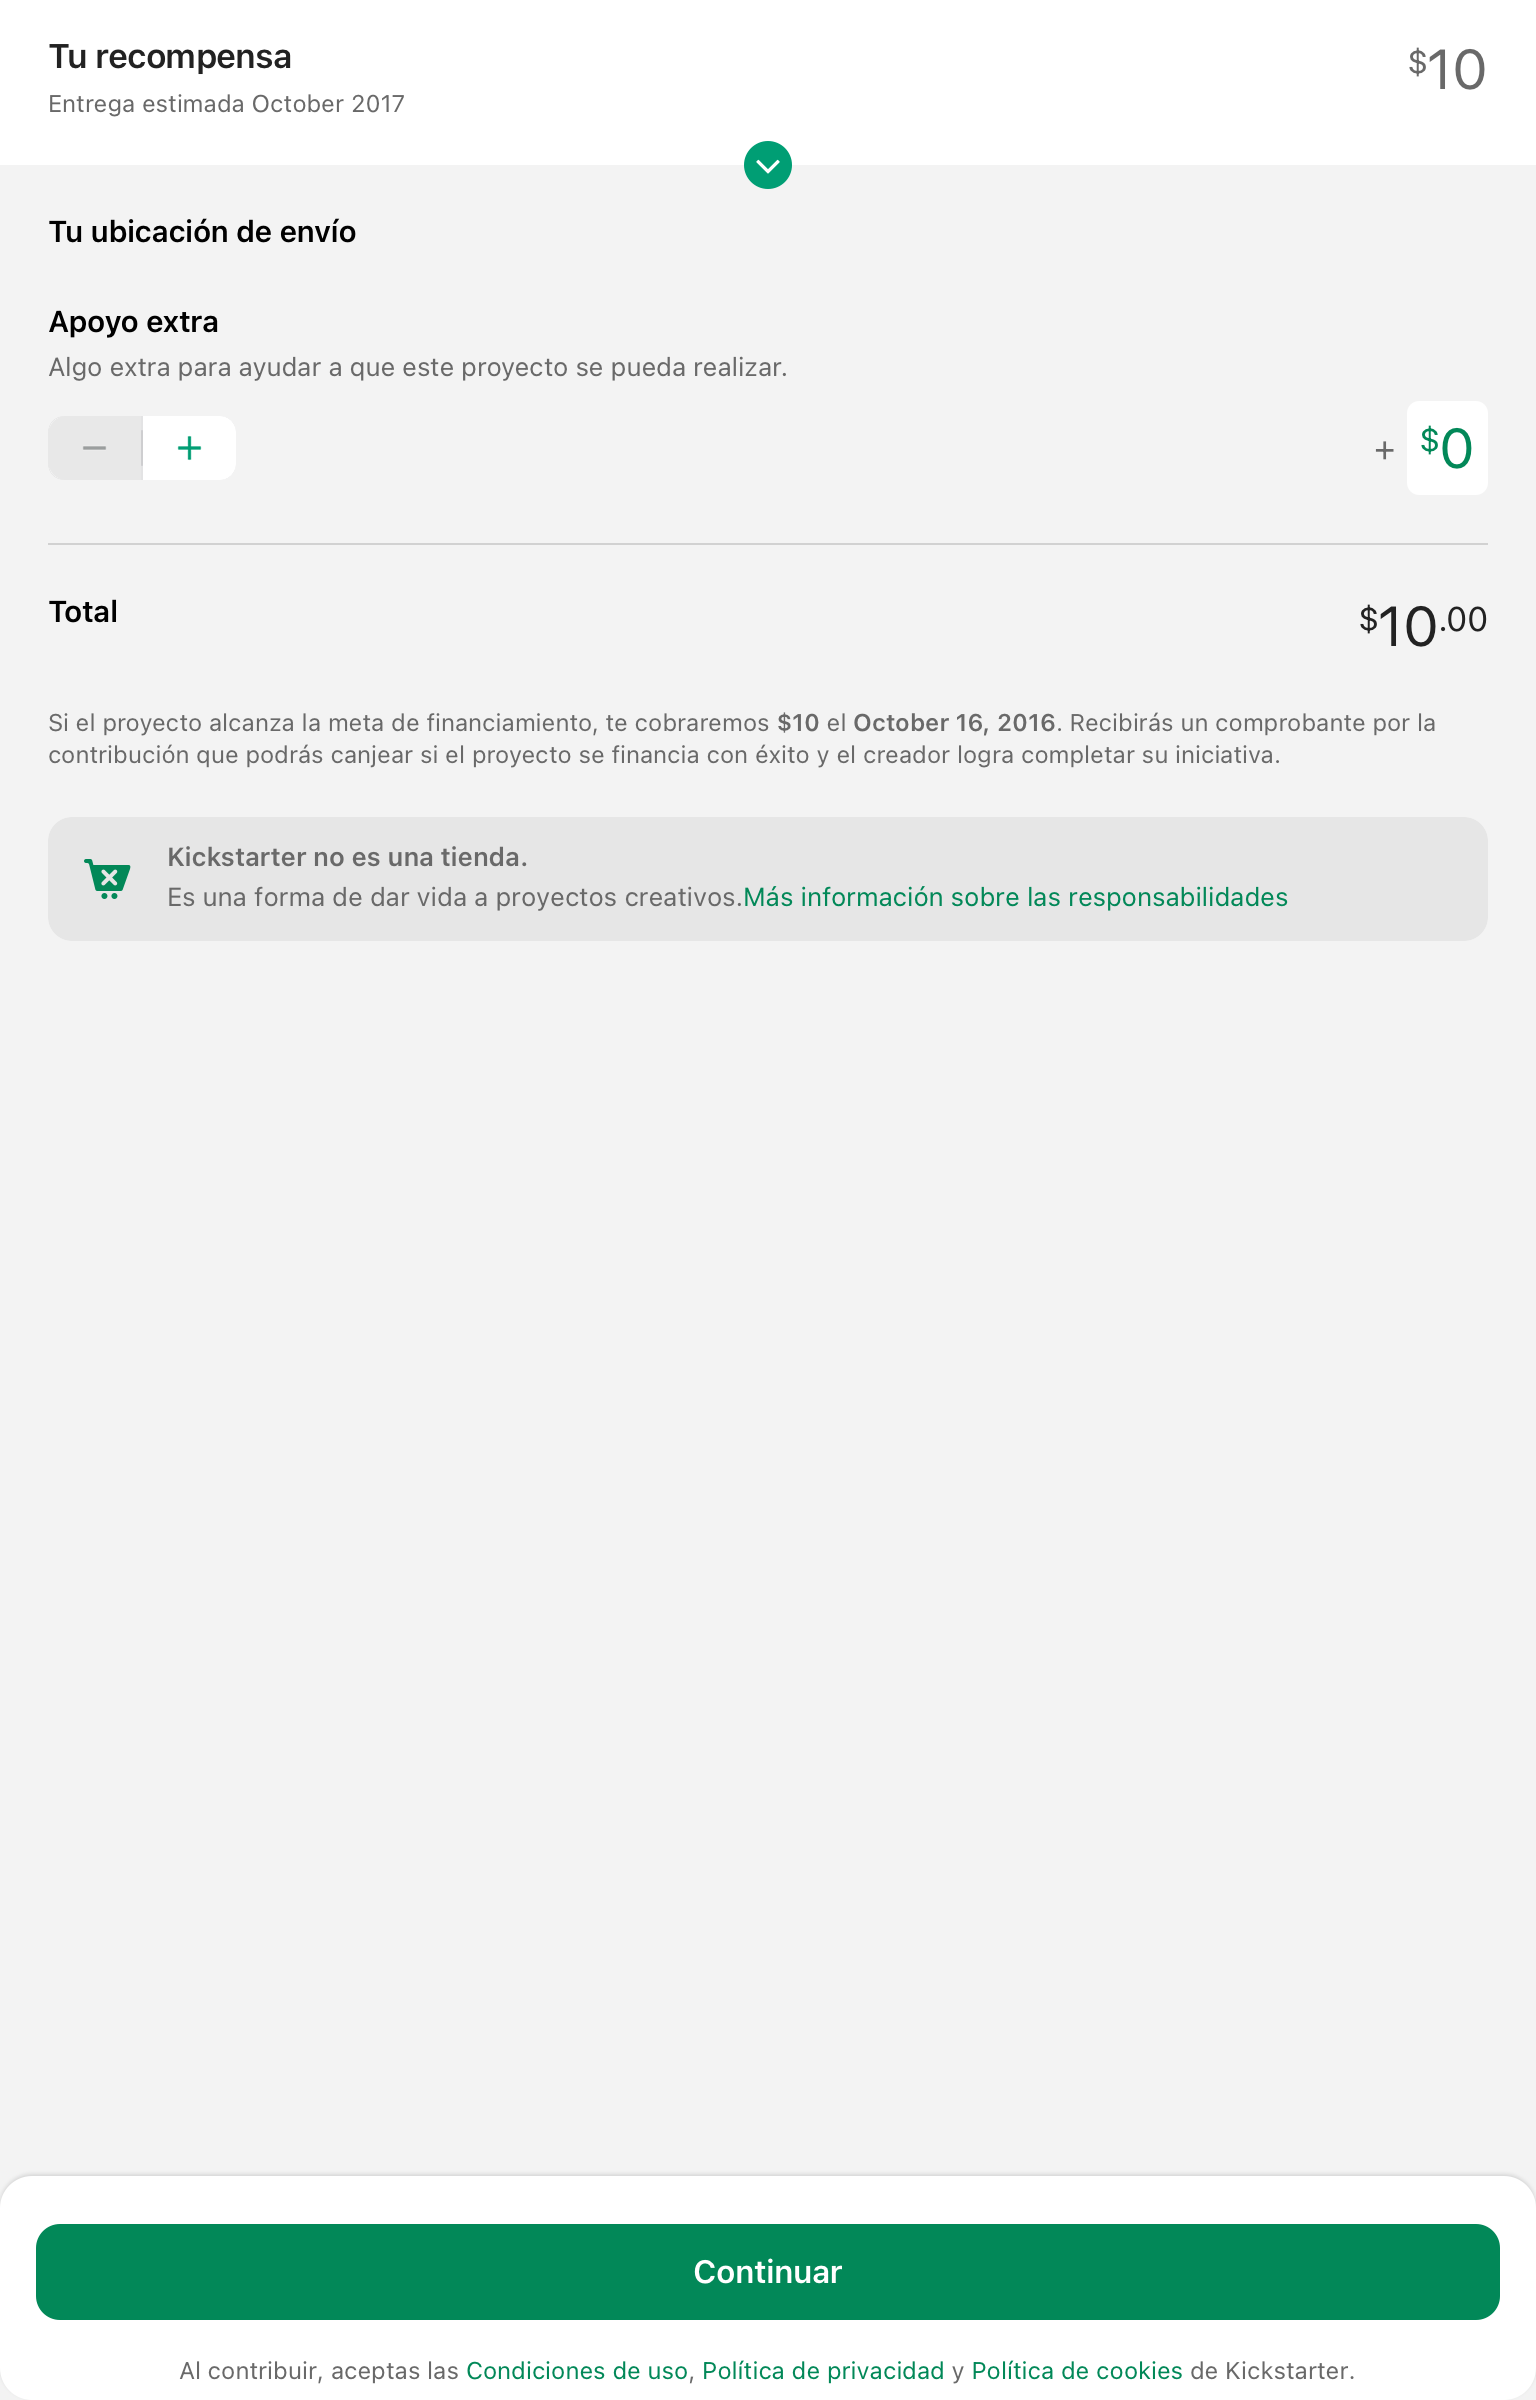 Tu recompensa
$10
Entrega estimada October 2017
Tu ubicación de envío
Apoyo extra
Algo extra para ayudar a que este proyecto se pueda realizar.
− + + $0
Total $10.00
Si el proyecto alcanza la meta de financiamiento, te cobraremos $10 el October 16, 2016. Recibirás un comprobante por la
contribución que podrás canjear si el proyecto se financia con éxito y el creador logra completar su iniciativa.
Kickstarter no es una tienda.
Es una forma de dar vida a proyectos creativos.Más información sobre las responsabilidades
Continuar
Al contribuir, aceptas las Condiciones de uso, Política de privacidad y Política de cookies de Kickstarter.